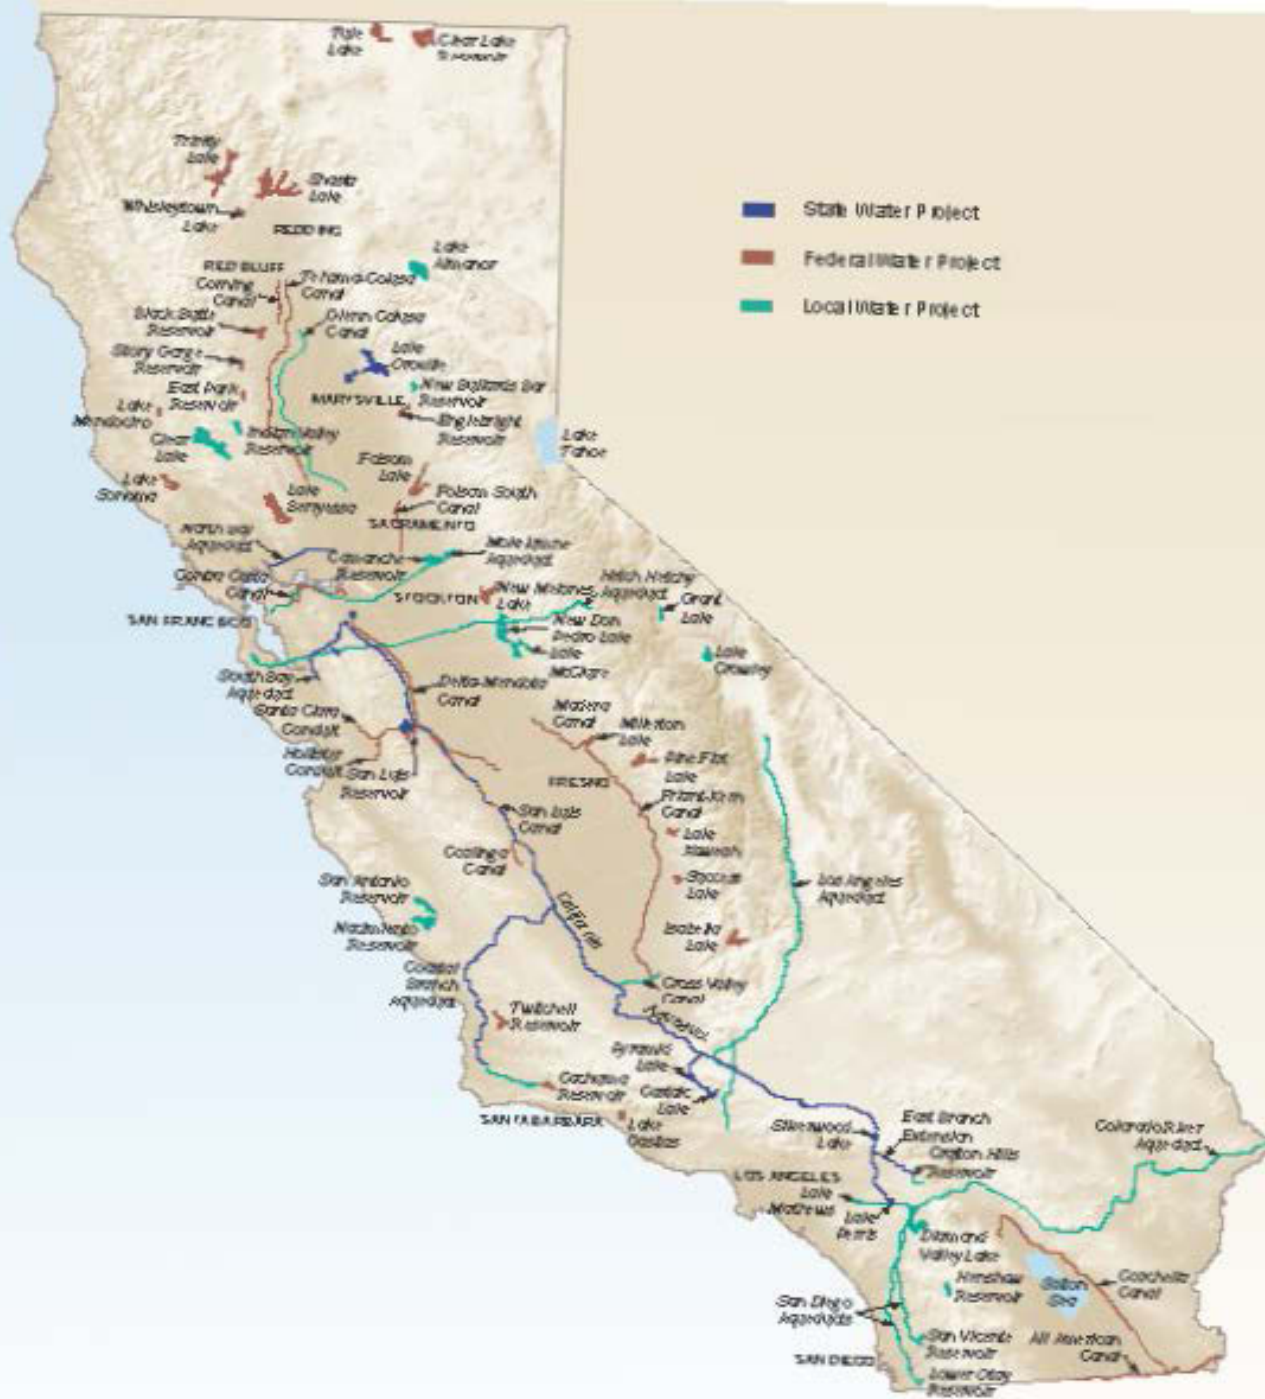 Tule
Lake
Clear Lake
Reservoir
Trinity
Lake
Shasta
Lake
Whiskeytown
Lake
REDDING
State Water Project
Federal Water Project
Local Water Project
Lake
Almanor
RED BLUFF
Corning
Canal
Tehama-Colusa
Canal
Black Butte
Reservoir
Glenn Colusa
Canal
Stony Gorge
Reservoir
Lake
Oroville
East Park
Reservoir
MARYSVILLE
New Bullards Bar
Reservoir
Lake
Mendocino
Englebright
Reservoir
Clear
Lake
Indian Valley
Reservoir
Lake
Tahoe
Folsom
Lake
Lake
Sonoma
Lake
Berryessa
Folsom South
Canal
SACRAMENTO
North Bay
Aqueduct
Camanche
Reservoir
Mokelumne
Aqueduct
Contra Costa
Canal
STOCKTON
New Melones
Lake
Hetch Hetchy
Aqueduct
Grant
Lake
SAN FRANCISCO
New Don
Pedro Lake
Lake
McClure
Lake
Crowley
South Bay
Aqueduct
Delta-Mendota
Canal
Santa Clara
Conduit
Madera
Canal
Millerton
Lake
Hollister
Conduit
San Luis
Reservoir
Pine Flat
Lake
FRESNO
San Luis
Canal
Friant-Kern
Canal
Lake
Kaweah
Coalinga
Canal
Success
Lake
Los Angeles
Aqueduct
San Antonio
Reservoir
California
Nacimiento
Reservoir
Isabella
Lake
Coastal
Branch
Aqueduct
Cross Valley
Canal
Twitchell
Reservoir
Aqueduct
Pyramid
Lake
Cachuma
Reservoir
Castaic
Lake
SANTA BARBARA
Lake
Casitas
Silverwood
Lake
East Branch
Extension
Crafton Hills
Reservoir
Colorado River
Aqueduct
LOS ANGELES
Lake
Mathews
Lake
Perris
Diamond
Valley Lake
Henshaw
Reservoir
Salton
Sea
Coachella
Canal
San Diego
Aqueducts
San Vicente
Reservoir
All American
Canal
SAN DIEGO
Lower Otay
Reservoir